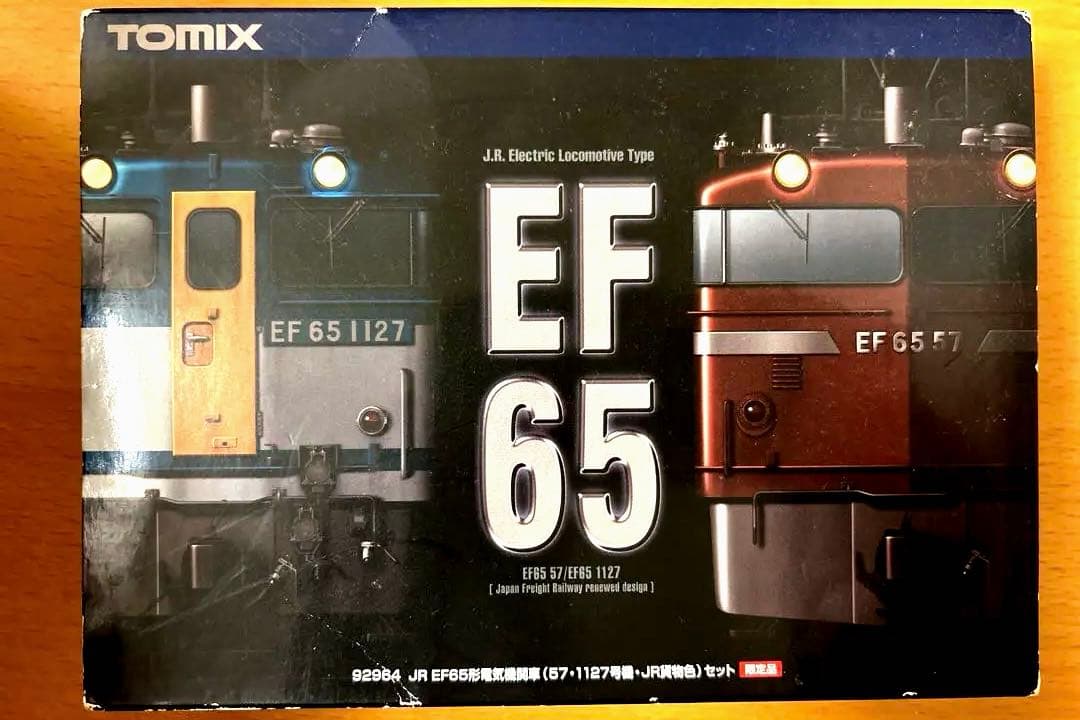 TOMIX
J.R. Electric Locomotive Type
EF
65
EF 65 1127
EF 65 57
EF65 57/EF65 1127
[ Japan Freight Railway renewed design ]
92964 JR EF65形電気機関車(57・1127号機・JR貨物色)セット 限定品